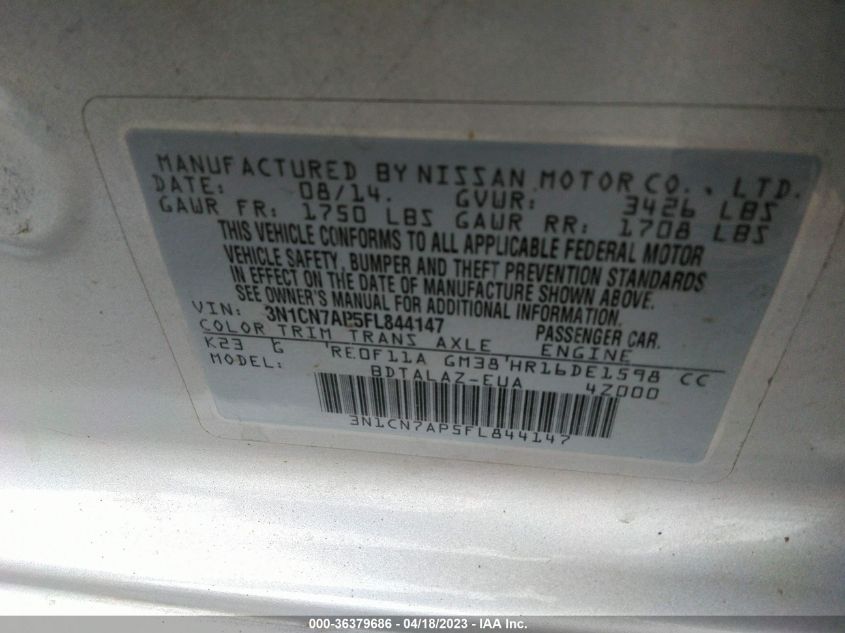 MANUFACTURED BY NISSAN MOTOR CO., LTD.
DATE: 08/14. GVWR: 3426 LBS
GAWR FR: 1750 LBS GAWR RR: 1708 LBS
THIS VEHICLE CONFORMS TO ALL APPLICABLE FEDERAL MOTOR
VEHICLE SAFETY, BUMPER AND THEFT PREVENTION STANDARDS
IN EFFECT ON THE DATE OF MANUFACTURE SHOWN ABOVE.
SEE OWNER'S MANUAL FOR ADDITIONAL INFORMATION.
VIN: 3N1CN7AP5FL844147 PASSENGER CAR.
COLOR TRIM TRANS AXLE ENGINE
K23 G RE0F11A GM38 HR16DE1598 CC
MODEL: BDTALAZ-EUA 4Z000
3N1CN7AP5FL844147
000-36379686 - 04/18/2023 - IAA Inc.